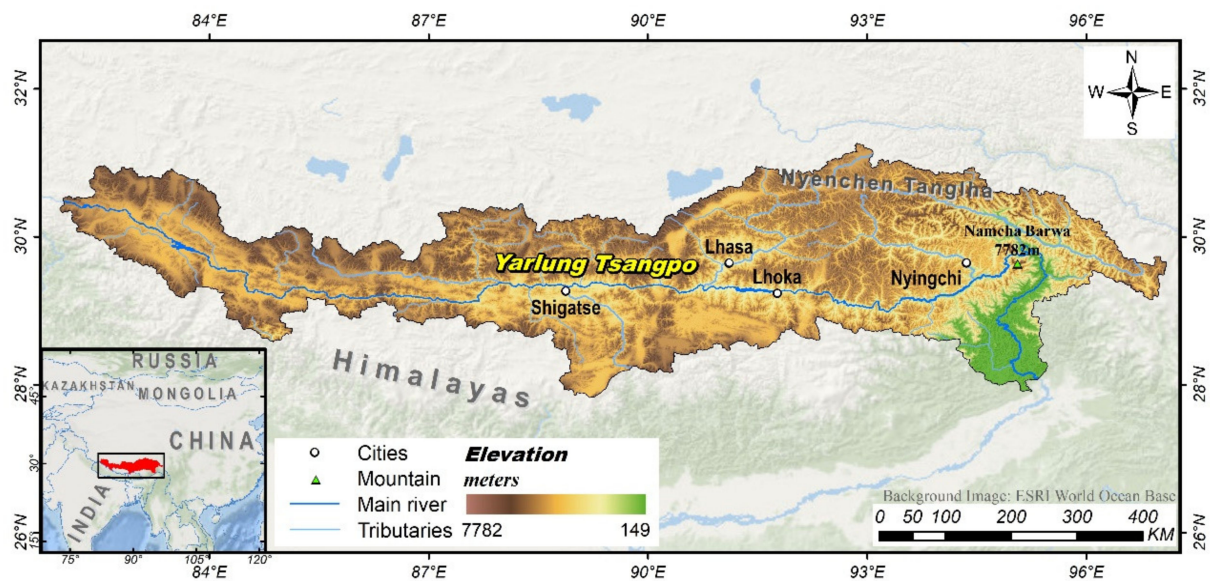 84°E 87°E 90°E 93°E 96°E
32°N 32°N
N
W E
S
Nyenchen Tanglha
30°N 30°N
Namcha Barwa
7782m
Lhasa
Yarlung Tsangpo
Lhoka
Nyingchi
Shigatse
Himalayas
28°N 28°N
RUSSIA
KAZAKHSTAN
MONGOLIA
45°
CHINA
30°
INDIA
15°
75° 90° 105° 120°
Cities
Mountain
Main river
Tributaries
Elevation
meters
7782 149
Background Image: ESRI World Ocean Base
0 50 100 200 300 400
KM
26°N 26°N
84°E 87°E 90°E 93°E 96°E